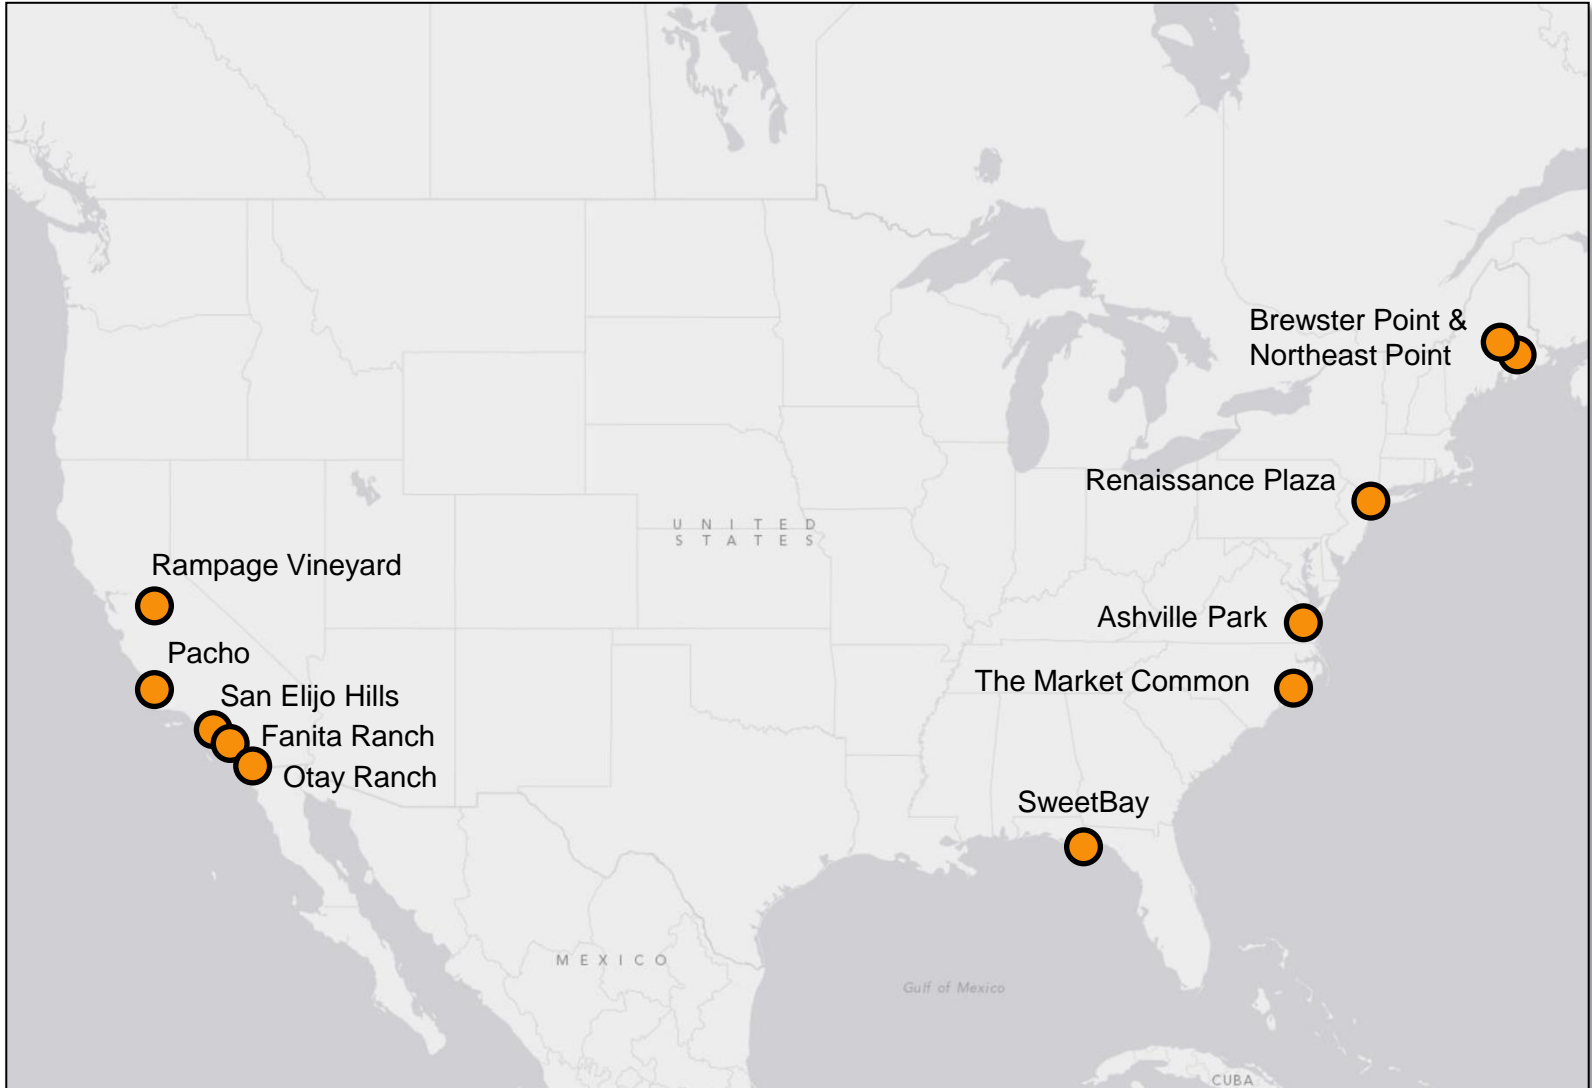 Brewster Point &
Northeast Point
Renaissance Plaza
UNITED
STATES
Rampage Vineyard
Ashville Park
Pacho
The Market Common
San Elijo Hills
Fanita Ranch
Otay Ranch
SweetBay
MEXICO
Gulf of Mexico
CUBA